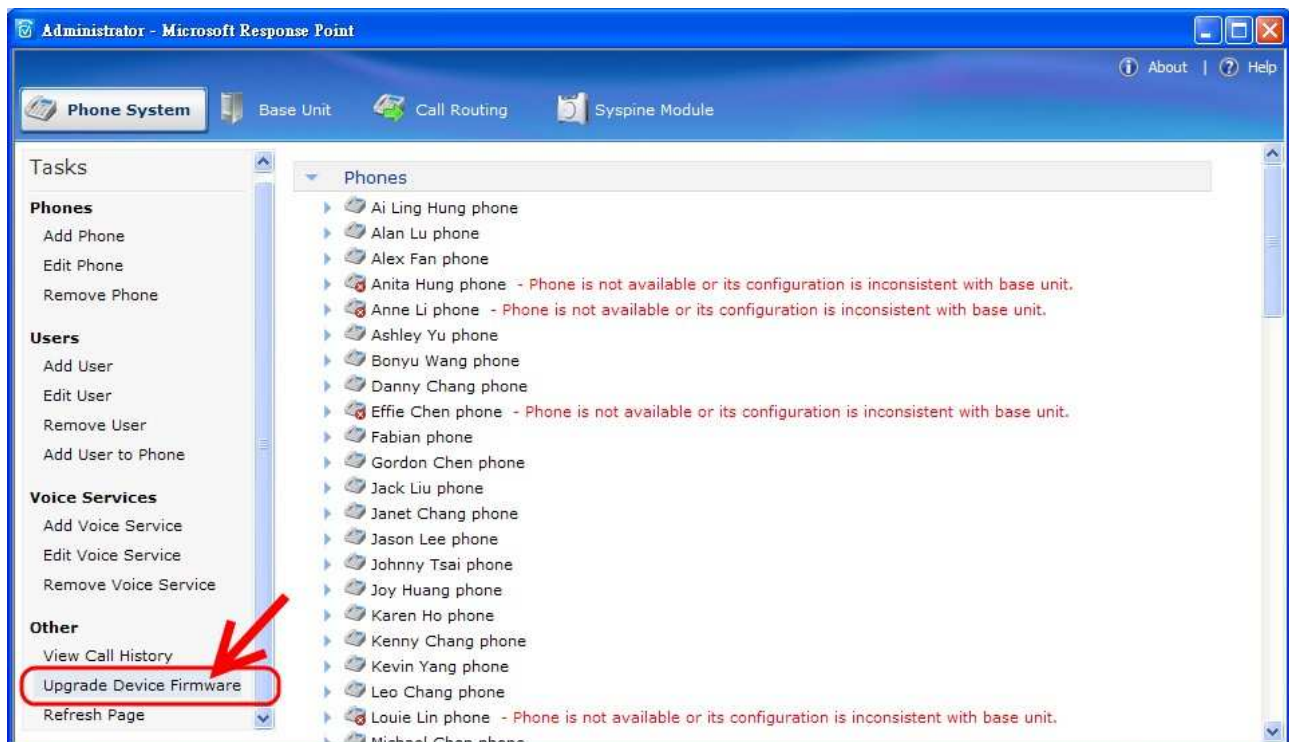 Administrator - Microsoft Response Point
About | Help
Phone System Base Unit Call Routing Syspine Module
Tasks
Phones
Add Phone
Edit Phone
Remove Phone
Users
Add User
Edit User
Remove User
Add User to Phone
Voice Services
Add Voice Service
Edit Voice Service
Remove Voice Service
Other
View Call History
Upgrade Device Firmware
Refresh Page
Phones
Ai Ling Hung phone
Alan Lu phone
Alex Fan phone
Anita Hung phone - Phone is not available or its configuration is inconsistent with base unit.
Anne Li phone - Phone is not available or its configuration is inconsistent with base unit.
Ashley Yu phone
Bonyu Wang phone
Danny Chang phone
Effie Chen phone - Phone is not available or its configuration is inconsistent with base unit.
Fabian phone
Gordon Chen phone
Jack Liu phone
Janet Chang phone
Jason Lee phone
Johnny Tsai phone
Joy Huang phone
Karen Ho phone
Kenny Chang phone
Kevin Yang phone
Leo Chang phone
Louie Lin phone - Phone is not available or its configuration is inconsistent with base unit.